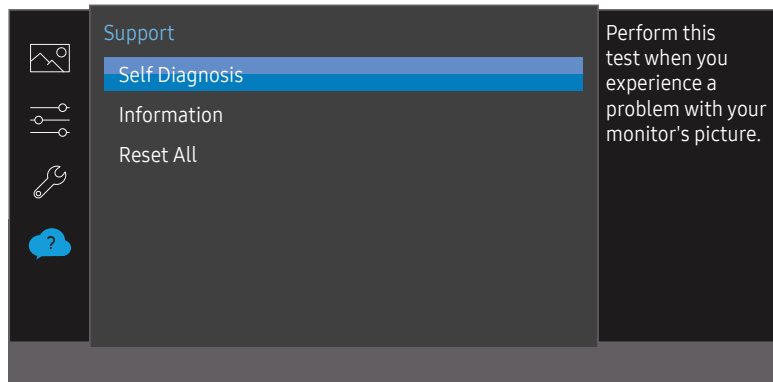 Support
Self Diagnosis
Information
Reset All
Perform this
test when you
experience a
problem with your
monitor's picture.
?